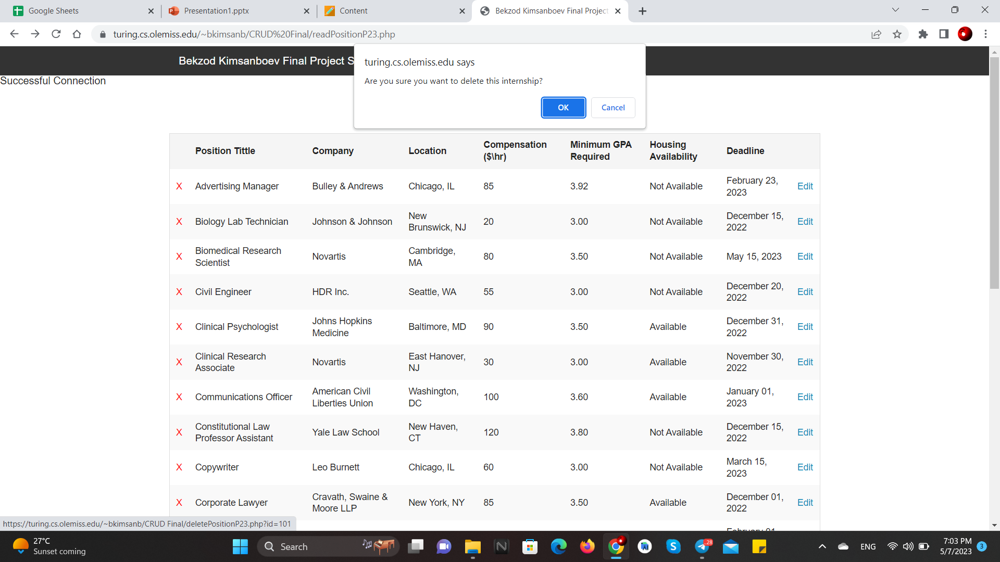 Google Sheets
Presentation1.pptx
Content
Bekzod Kimsanboev Final Project
turing.cs.olemiss.edu/~bkimsanb/CRUD%20Final/readPositionP23.php
Bekzod Kimsanboev Final Project S
Successful Connection
turing.cs.olemiss.edu says
Are you sure you want to delete this internship?
OK Cancel
Position Tittle Company Location Compensation ($\hr) Minimum GPA Required Housing Availability Deadline
X Advertising Manager Bulley & Andrews Chicago, IL 85 3.92 Not Available February 23, 2023 Edit
X Biology Lab Technician Johnson & Johnson New Brunswick, NJ 20 3.00 Not Available December 15, 2022 Edit
X Biomedical Research Scientist Novartis Cambridge, MA 80 3.50 Not Available May 15, 2023 Edit
X Civil Engineer HDR Inc. Seattle, WA 55 3.00 Not Available December 20, 2022 Edit
X Clinical Psychologist Johns Hopkins Medicine Baltimore, MD 90 3.50 Available December 31, 2022 Edit
X Clinical Research Associate Novartis East Hanover, NJ 30 3.00 Available November 30, 2022 Edit
X Communications Officer American Civil Liberties Union Washington, DC 100 3.60 Available January 01, 2023 Edit
X Constitutional Law Professor Assistant Yale Law School New Haven, CT 120 3.80 Not Available December 15, 2022 Edit
X Copywriter Leo Burnett Chicago, IL 60 3.00 Not Available March 15, 2023 Edit
X Corporate Lawyer Cravath, Swaine & Moore LLP New York, NY 85 3.50 Available December 01, 2022 Edit
February 01,
https://turing.cs.olemiss.edu/~bkimsanb/CRUD Final/deletePositionP23.php?id=101
27°C
Sunset coming
Search
28
ENG
7:03 PM
5/7/2023
3